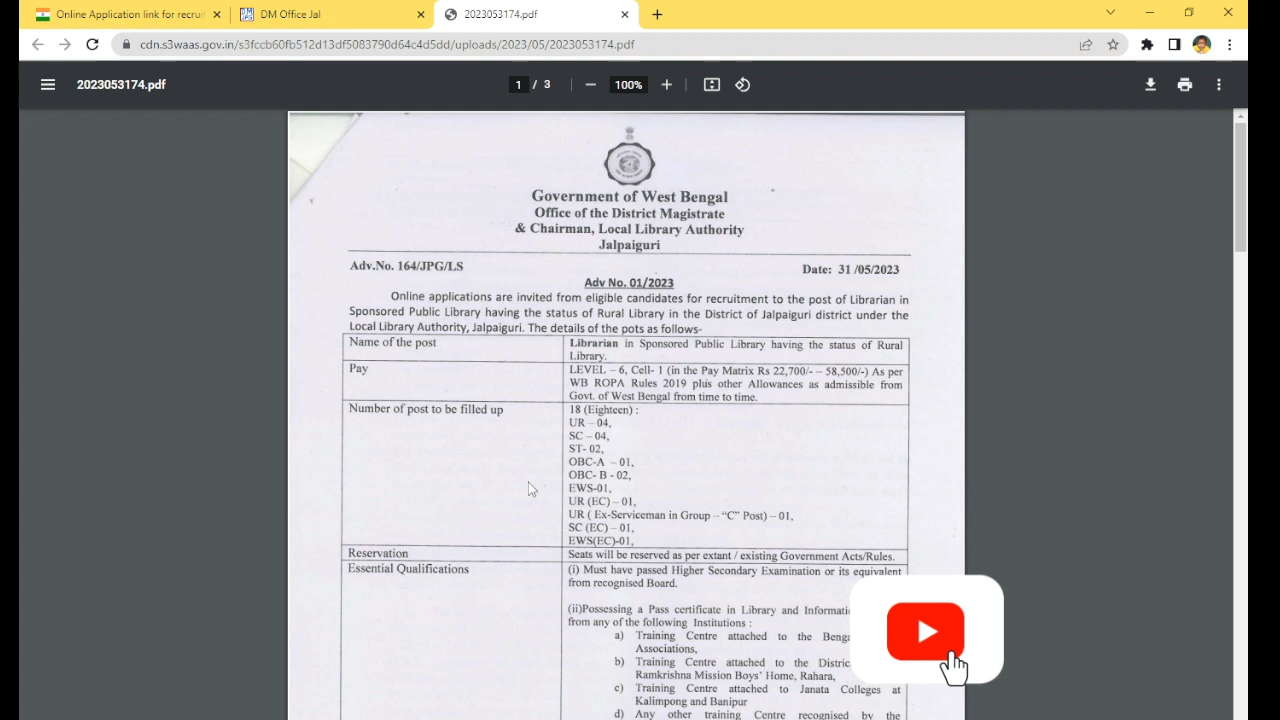 Online Application link for recruit
DM Office Jal
2023053174.pdf
cdn.s3waas.gov.in/s3fccb60fb512d13df5083790d64c4d5dd/uploads/2023/05/2023053174.pdf
2023053174.pdf
1 / 3
100%
Government of West Bengal
Office of the District Magistrate
& Chairman, Local Library Authority
Jalpaiguri
Adv.No. 164/JPG/LS Date: 31 /05/2023
Adv No. 01/2023
Online applications are invited from eligible candidates for recruitment to the post of Librarian in
Sponsored Public Library having the status of Rural Library in the District of Jalpaiguri district under the
Local Library Authority, Jalpaiguri. The details of the pots as follows-
Name of the post Librarian in Sponsored Public Library having the status of Rural
Library.
Pay LEVEL – 6, Cell- 1 (in the Pay Matrix Rs 22,700/- – 58,500/-) As per
WB ROPA Rules 2019 plus other Allowances as admissible from
Govt. of West Bengal from time to time.
Number of post to be filled up 18 (Eighteen) :
UR – 04,
SC – 04,
ST- 02,
OBC-A – 01,
OBC- B - 02,
EWS-01,
UR (EC) – 01,
UR ( Ex-Serviceman in Group – “C” Post) – 01,
SC (EC) – 01,
EWS(EC)-01,
Reservation Seats will be reserved as per extant / existing Government Acts/Rules.
Essential Qualifications (i) Must have passed Higher Secondary Examination or its equivalent
from recognised Board.
(ii)Possessing a Pass certificate in Library and Informati
from any of the following Institutions :
a) Training Centre attached to the Beng
Associations,
b) Training Centre attached to the Distric
Ramkrishna Mission Boys’ Home, Rahara,
c) Training Centre attached to Janata Colleges at
Kalimpong and Banipur
d) Any other training Centre recognised by the